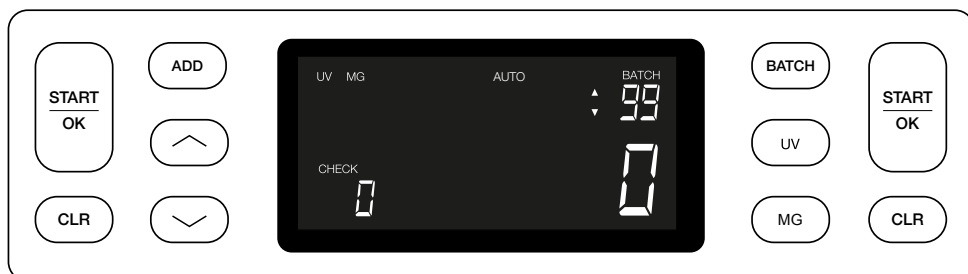 START
OK
CLR
ADD
UV MG AUTO BATCH
99
CHECK
0
0
BATCH
UV
MG
START
OK
CLR